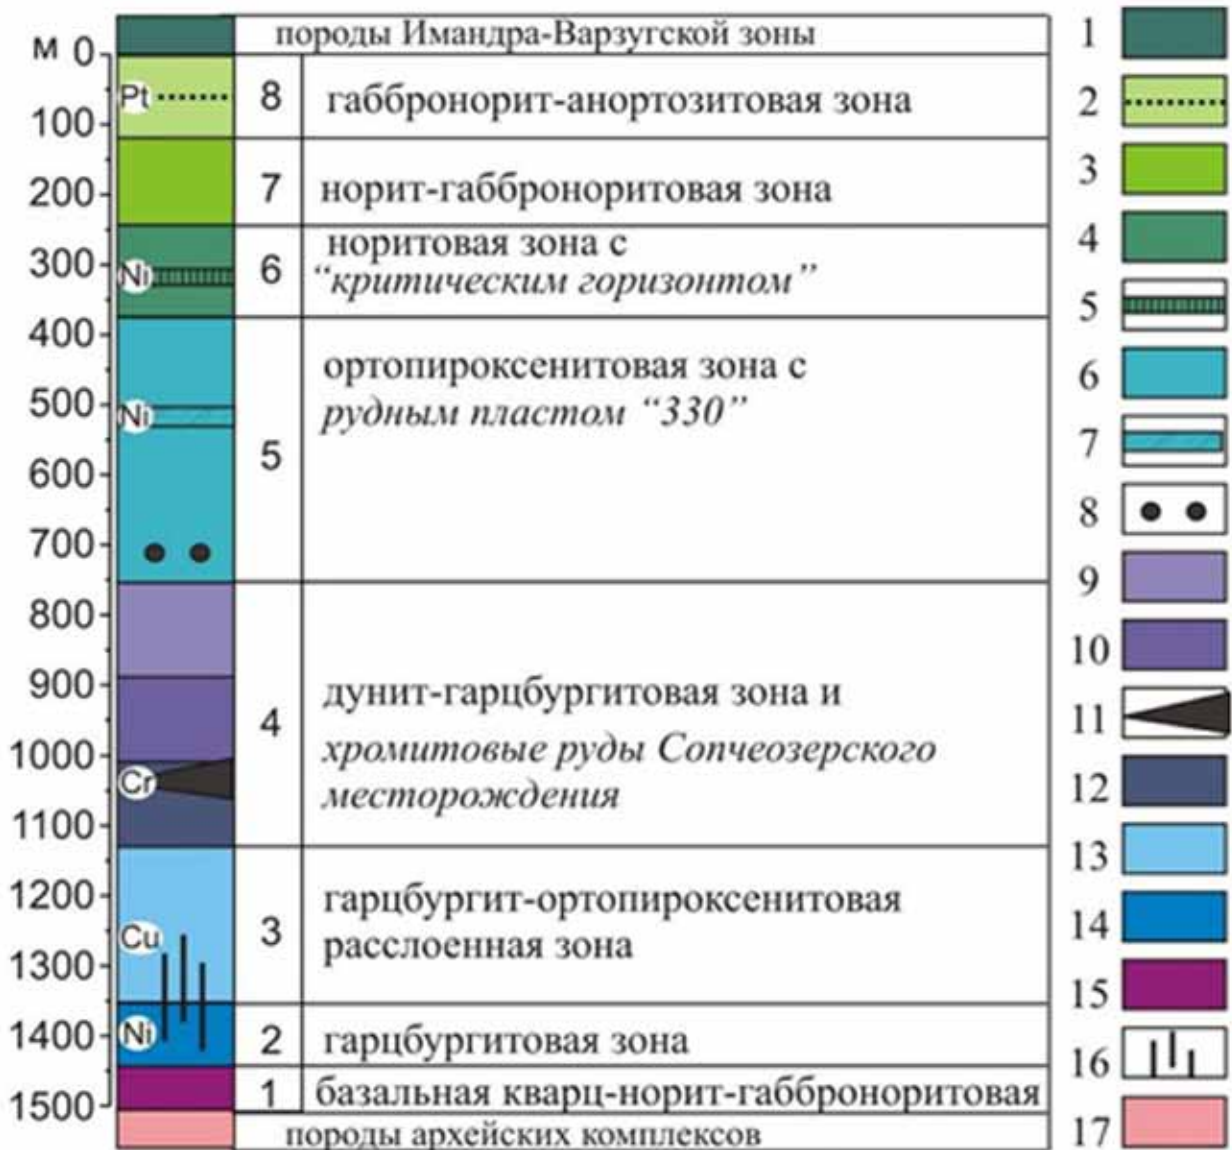 м 0
породы Имандра-Варзугской зоны
1
Pt
8
габбронорит-анортозитовая зона
2
100
7
норит-габброноритовая зона
3
200
норитовая зона с
4
300
Ni
6
“критическим горизонтом”
5
400
ортопироксенитовая зона с
6
500
Ni
рудным пластом “330”
7
600
5
8
700
9
800
10
900
4
дунит-гарцбургитовая зона и
11
1000
хромитовые руды Сопчеозерского
12
Cr
месторождения
1100
13
1200
гарцбургит-ортопироксенитовая
14
Cu
3
расслоенная зона
1300
15
1400
Ni
2
гарцбургитовая зона
16
1500
1
базальная кварц-норит-габброноритовая
17
породы архейских комплексов